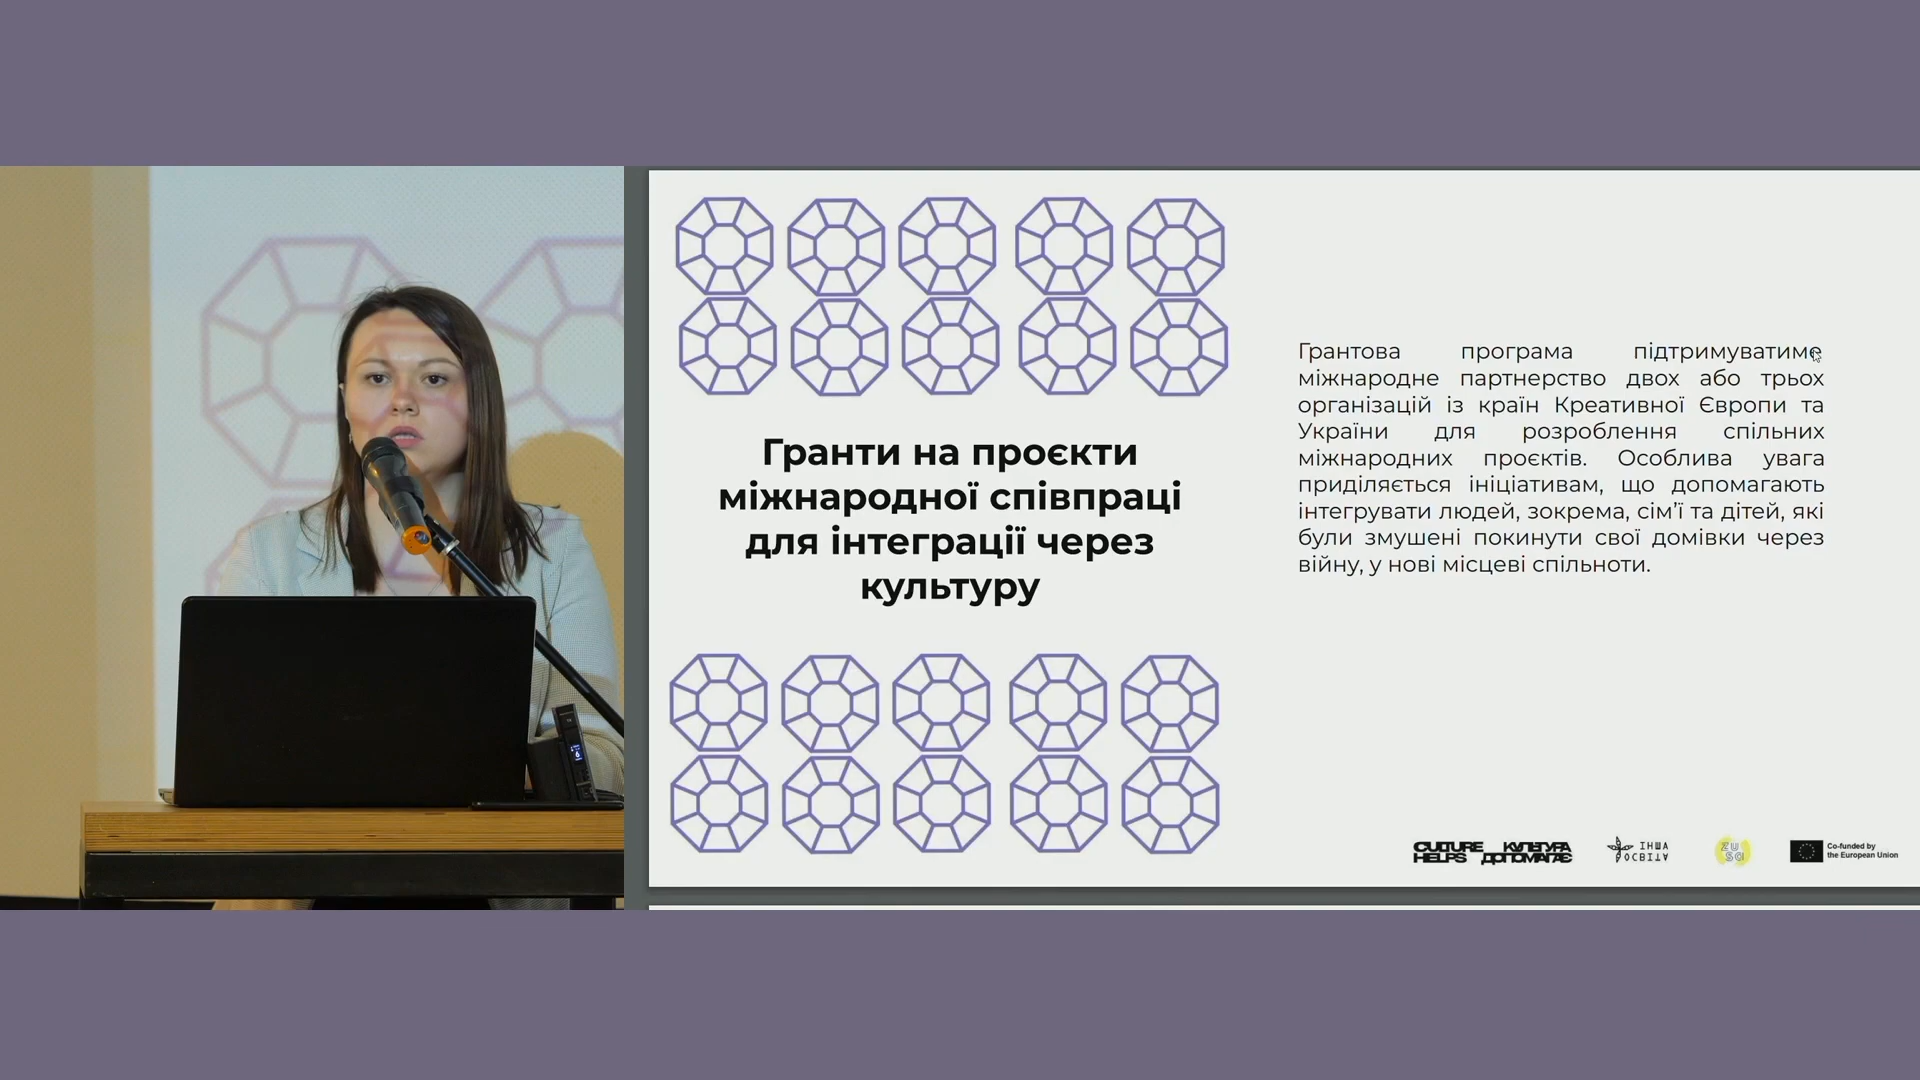 Гранти на проєкти
міжнародної співпраці
для інтеграції через
культуру
Грантова програма підтримуватиме
міжнародне партнерство двох або трьох
організацій із країн Креативної Європи та
України для розроблення спільних
міжнародних проєктів. Особлива увага
приділяється ініціативам, що допомагають
інтегрувати людей, зокрема, сім’ї та дітей, які
були змушені покинути свої домівки через
війну, у нові місцеві спільноти.
CULTURE КУЛЬТУРА
HELPS ДОПОМАГАЄ
ІНША
ОСВІТА
ZU
SA
Co-funded by
the European Union